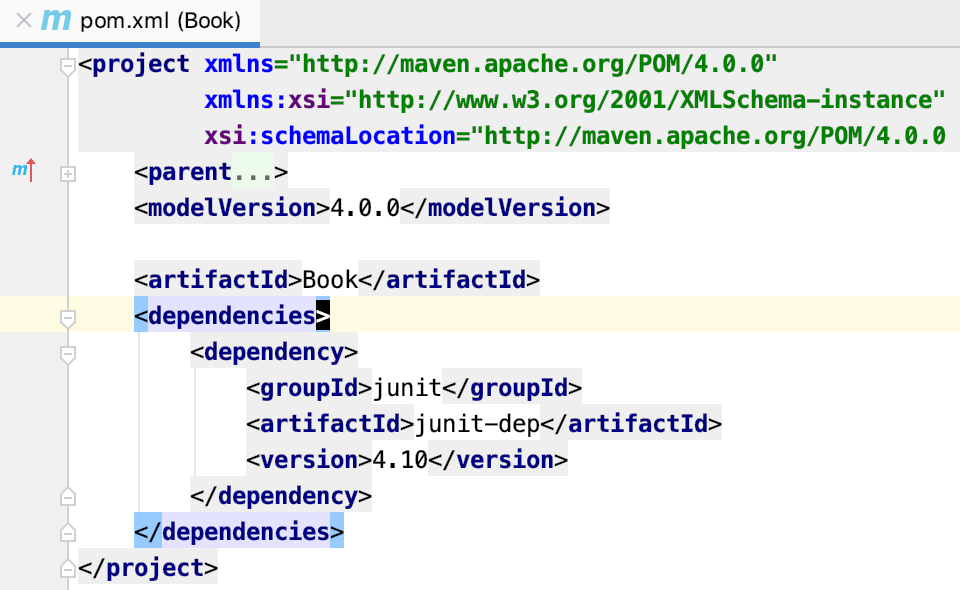 m pom.xml (Book)
<project xmlns="http://maven.apache.org/POM/4.0.0"
xmlns:xsi="http://www.w3.org/2001/XMLSchema-instance"
xsi:schemaLocation="http://maven.apache.org/POM/4.0.0
m <parent...>
<modelVersion>4.0.0</modelVersion>
<artifactId>Book</artifactId>
<dependencies>
<dependency>
<groupId>junit</groupId>
<artifactId>junit-dep</artifactId>
<version>4.10</version>
</dependency>
</dependencies>
</project>